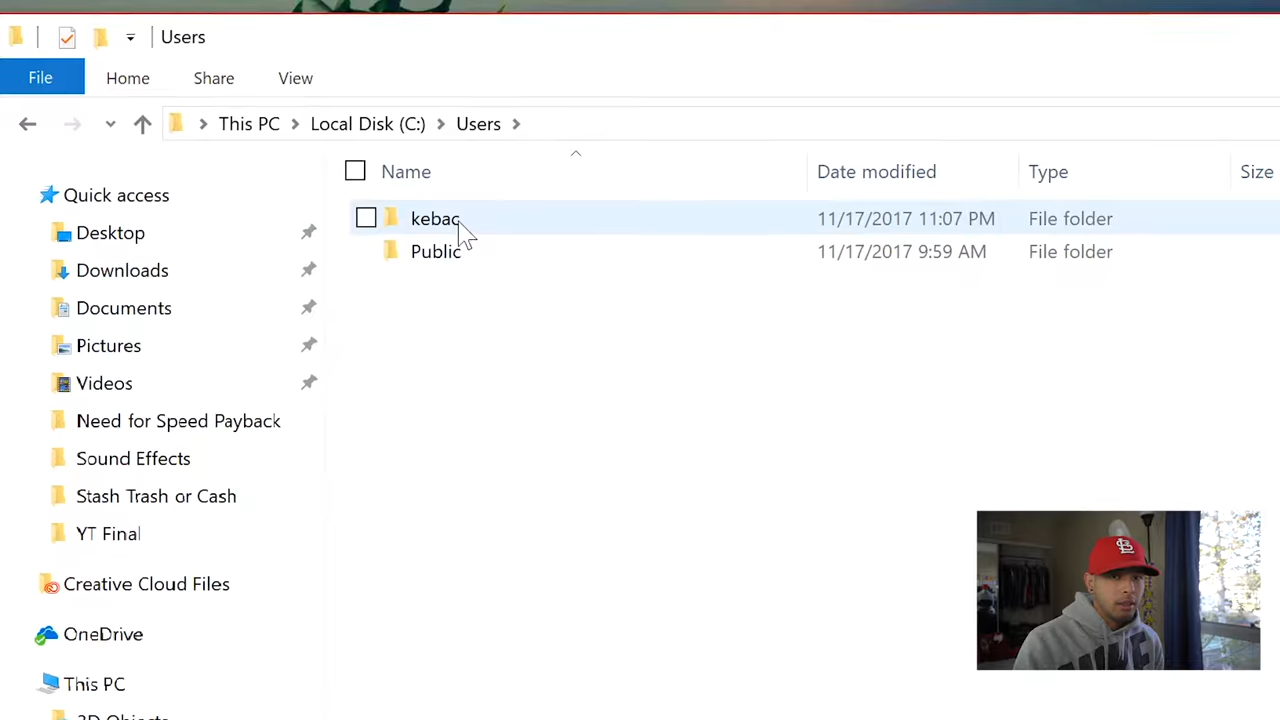 Users
File Home Share View
This PC Local Disk (C:) Users
Name Date modified Type Size
Quick access
kebac 11/17/2017 11:07 PM File folder
Desktop
Public 11/17/2017 9:59 AM File folder
Downloads
Documents
Pictures
Videos
Need for Speed Payback
Sound Effects
Stash Trash or Cash
YT Final
Creative Cloud Files
OneDrive
This PC
3D Objects